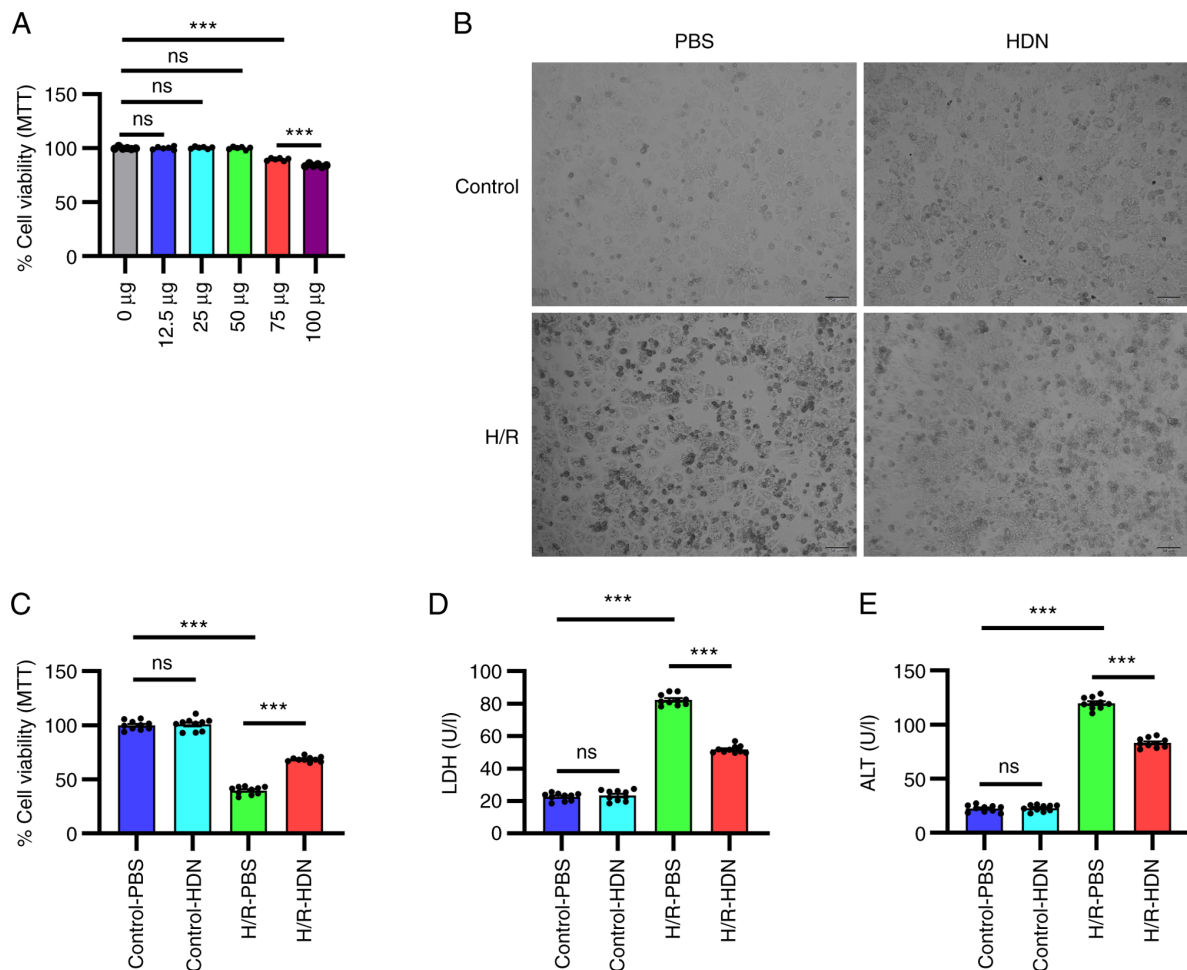 A
***
ns
ns
ns
***
% Cell viability (MTT)
150
100
50
0
0 µg
12.5 µg
25 µg
50 µg
75 µg
100 µg
B
PBS
HDN
Control
H/R
C
***
ns
***
% Cell viability (MTT)
150
100
50
0
Control-PBS
Control-HDN
H/R-PBS
H/R-HDN
D
***
***
ns
LDH (U/l)
100
80
60
40
20
0
Control-PBS
Control-HDN
H/R-PBS
H/R-HDN
E
***
***
ns
ALT (U/l)
150
100
50
0
Control-PBS
Control-HDN
H/R-PBS
H/R-HDN